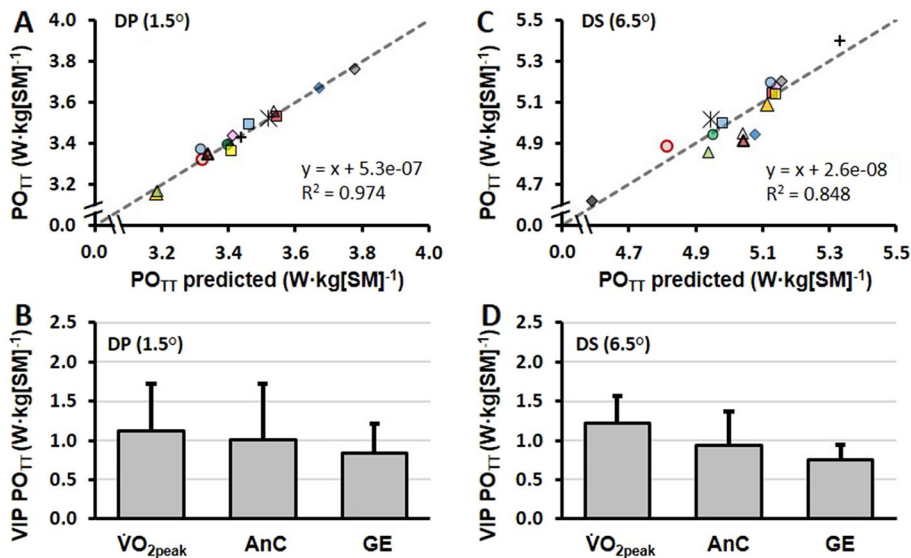 A
DP (1.5°)
PO_TT (W·kg[SM]⁻¹)
4.0
3.8
3.6
3.4
3.2
0.0
y = x + 5.3e-07
R² = 0.974
0.0 3.2 3.4 3.6 3.8 4.0
PO_TT predicted (W·kg[SM]⁻¹)
C
DS (6.5°)
PO_TT (W·kg[SM]⁻¹)
5.5
5.3
5.1
4.9
4.7
0.0
y = x + 2.6e-08
R² = 0.848
0.0 4.7 4.9 5.1 5.3 5.5
PO_TT predicted (W·kg[SM]⁻¹)
B
DP (1.5°)
VIP PO_TT (W·kg[SM]⁻¹)
2.5
2.0
1.5
1.0
0.5
0.0
V̇O₂peak AnC GE
D
DS (6.5°)
VIP PO_TT (W·kg[SM]⁻¹)
2.5
2.0
1.5
1.0
0.5
0.0
V̇O₂peak AnC GE